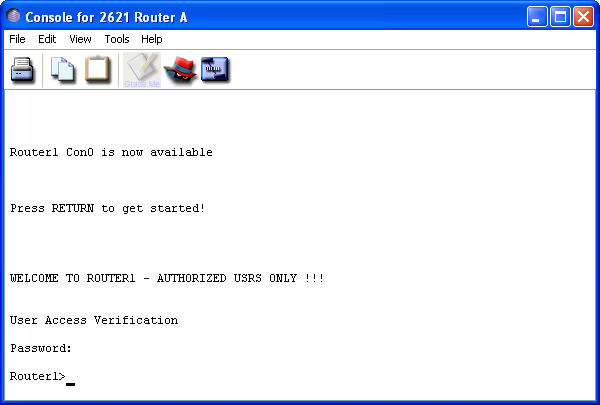 Console for 2621 Router A
File Edit View Tools Help
Grade Me
Router1 Con0 is now available
Press RETURN to get started!
WELCOME TO ROUTER1 - AUTHORIZED USRS ONLY !!!
User Access Verification
Password:
Router1>